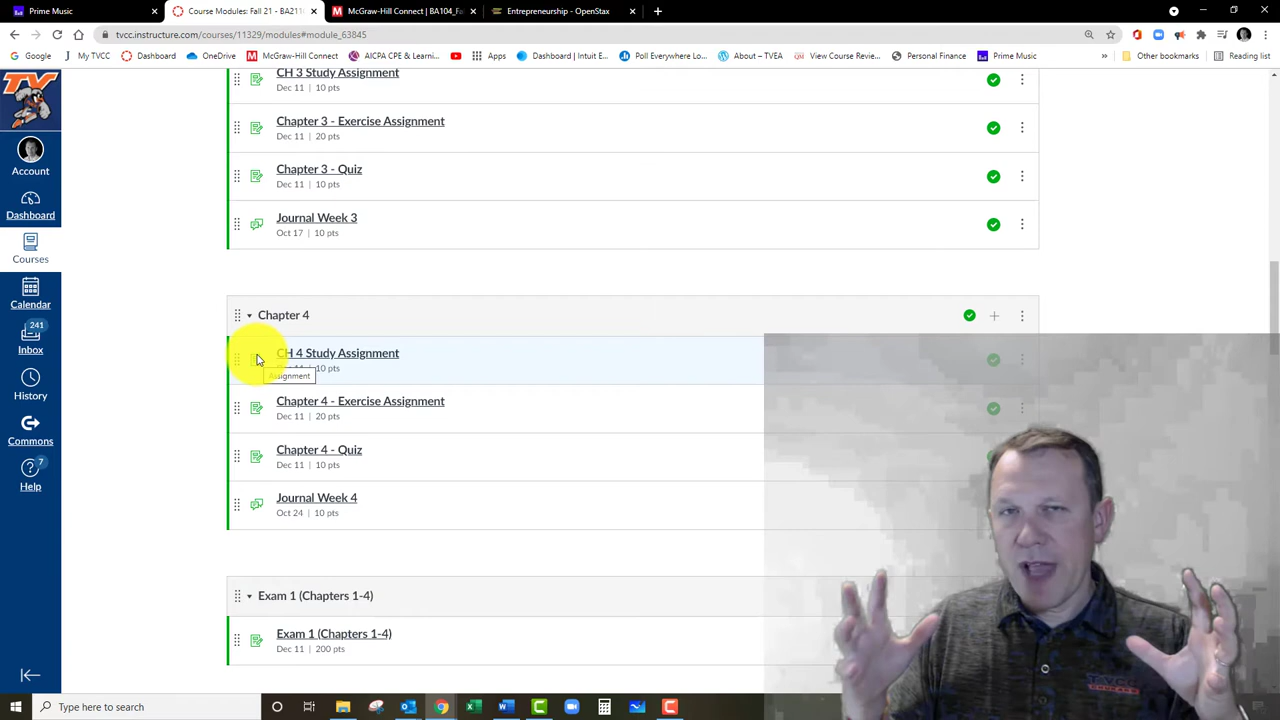 Prime Music
Course Modules: Fall 21 - BA211
McGraw-Hill Connect | BA104_Fa
Entrepreneurship - OpenStax
tvcc.instructure.com/courses/11329/modules#module_63845
Google
My TVCC
Dashboard
OneDrive
McGraw-Hill Connect
AICPA CPE & Learni...
Apps
Dashboard | Intuit E...
Poll Everywhere Lo...
About – TVEA
View Course Revie...
Personal Finance
Prime Music
Other bookmarks
Reading list
TV
Account
Dashboard
Courses
Calendar
241
Inbox
History
Commons
7
Help
CH 3 Study Assignment
Dec 11 | 10 pts
Chapter 3 - Exercise Assignment
Dec 11 | 20 pts
Chapter 3 - Quiz
Dec 11 | 10 pts
Journal Week 3
Oct 17 | 10 pts
Chapter 4
CH 4 Study Assignment
Dec 11 | 10 pts
Assignment
Chapter 4 - Exercise Assignment
Dec 11 | 20 pts
Chapter 4 - Quiz
Dec 11 | 10 pts
Journal Week 4
Oct 24 | 10 pts
Exam 1 (Chapters 1-4)
Exam 1 (Chapters 1-4)
Dec 11 | 200 pts
TVCC
Type here to search